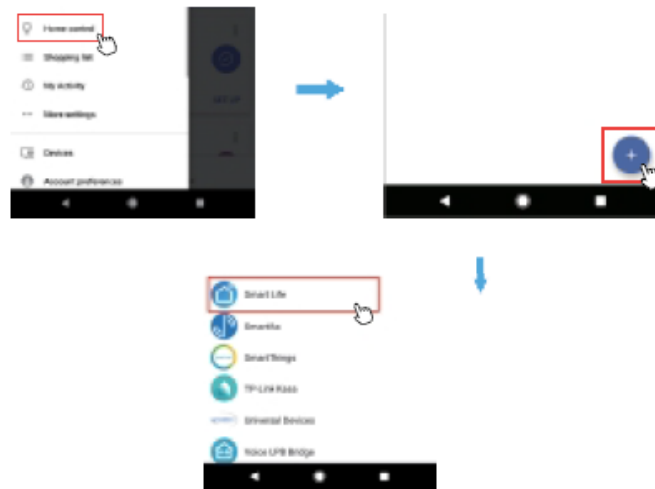 Home control
Shopping list
My Activity
More settings
Devices
Account preferences
SET UP
Smart Life
SmartThings
TP-Link Kasa
Universal Devices
Voice UPB Bridge